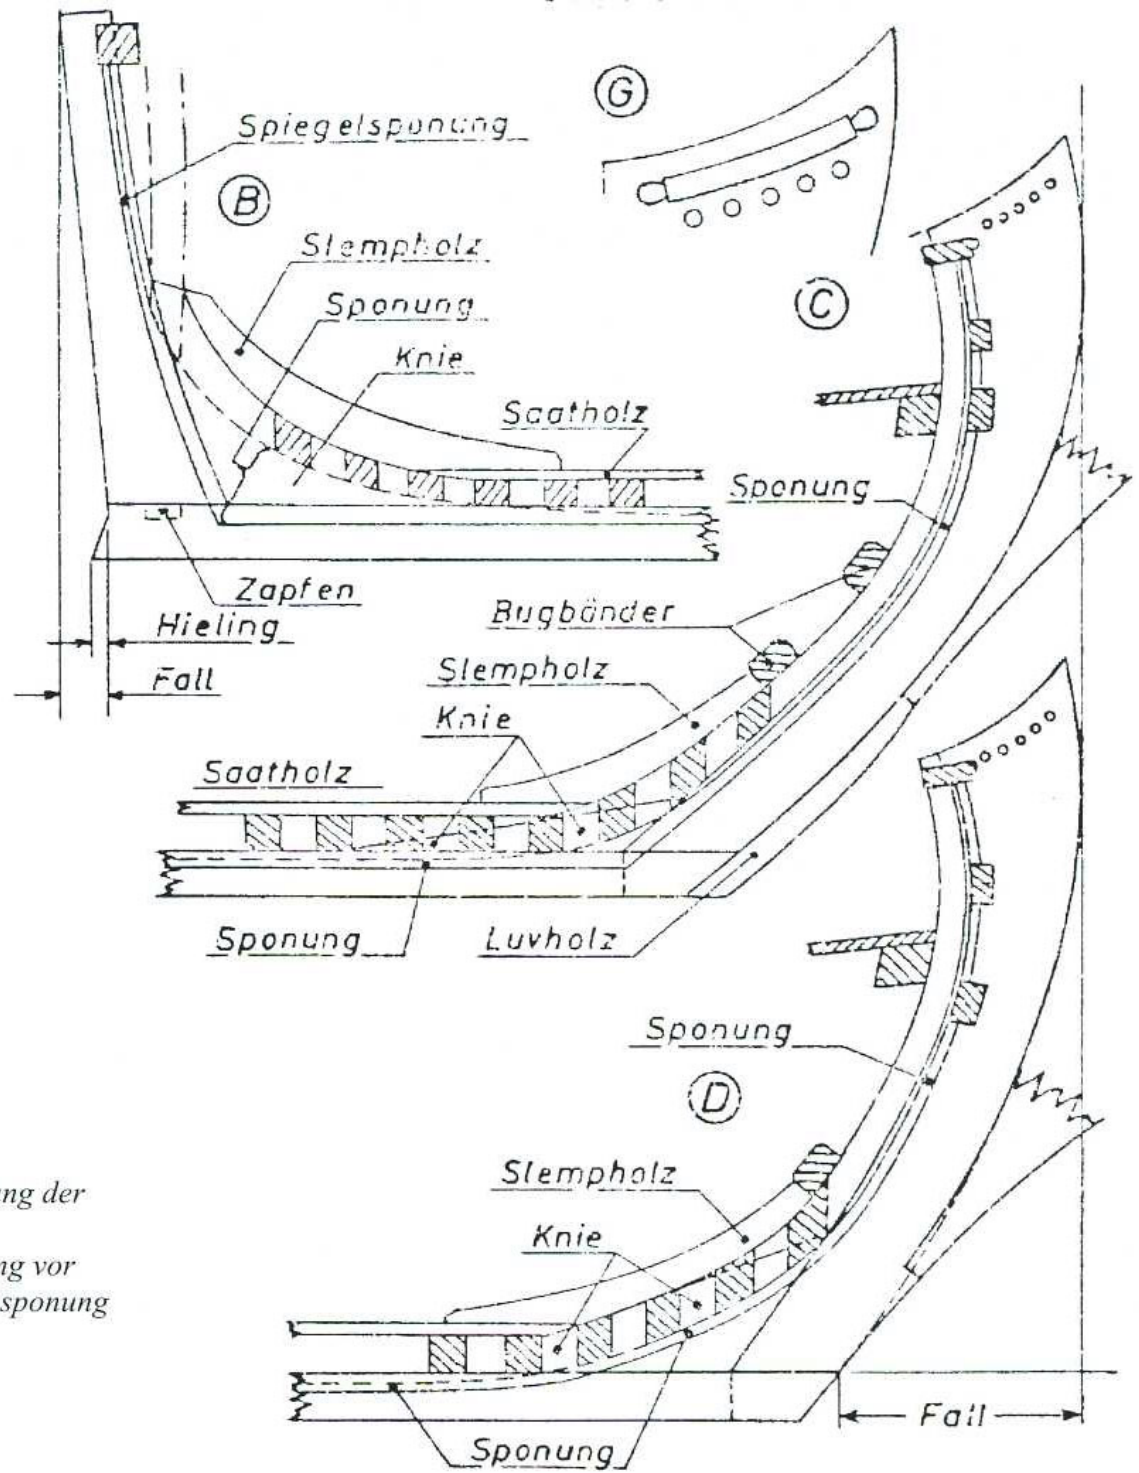 G
Spiegelsponung
B
Slempholz
Sponung
C
Knie
Saatholz
Sponung
Zapfen
Bugbänder
Hieling
Slempholz
Fall
Knie
Saatholz
Sponung
Luvholz
Sponung
D
Slempholz
ng der
Knie
ng vor
sponung
Fall
Sponung